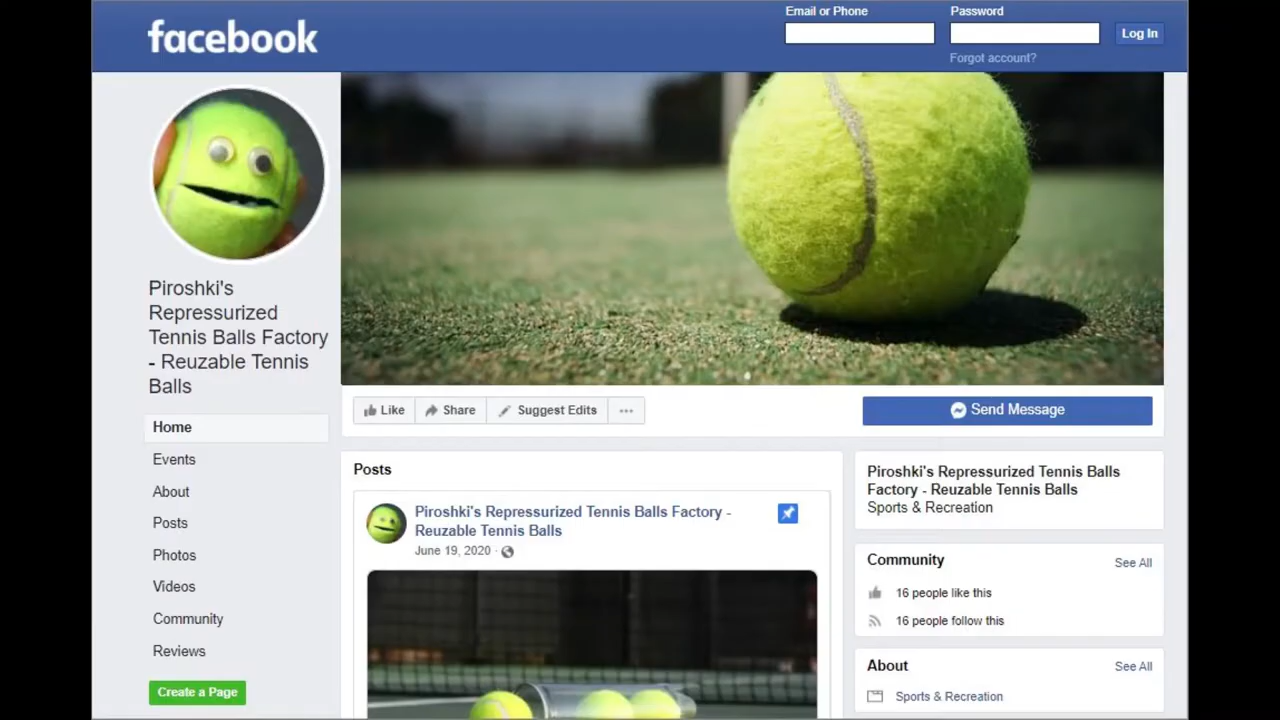 facebook
Email or Phone
Password
Log In
Forgot account?
Piroshki's
Repressurized
Tennis Balls Factory
- Reuzable Tennis
Balls
Home
Events
About
Posts
Photos
Videos
Community
Reviews
Create a Page
Like
Share
Suggest Edits
...
Send Message
Posts
Piroshki's Repressurized Tennis Balls Factory -
Reuzable Tennis Balls
June 19, 2020 ·
Piroshki's Repressurized Tennis Balls
Factory - Reuzable Tennis Balls
Sports & Recreation
Community
See All
16 people like this
16 people follow this
About
See All
Sports & Recreation